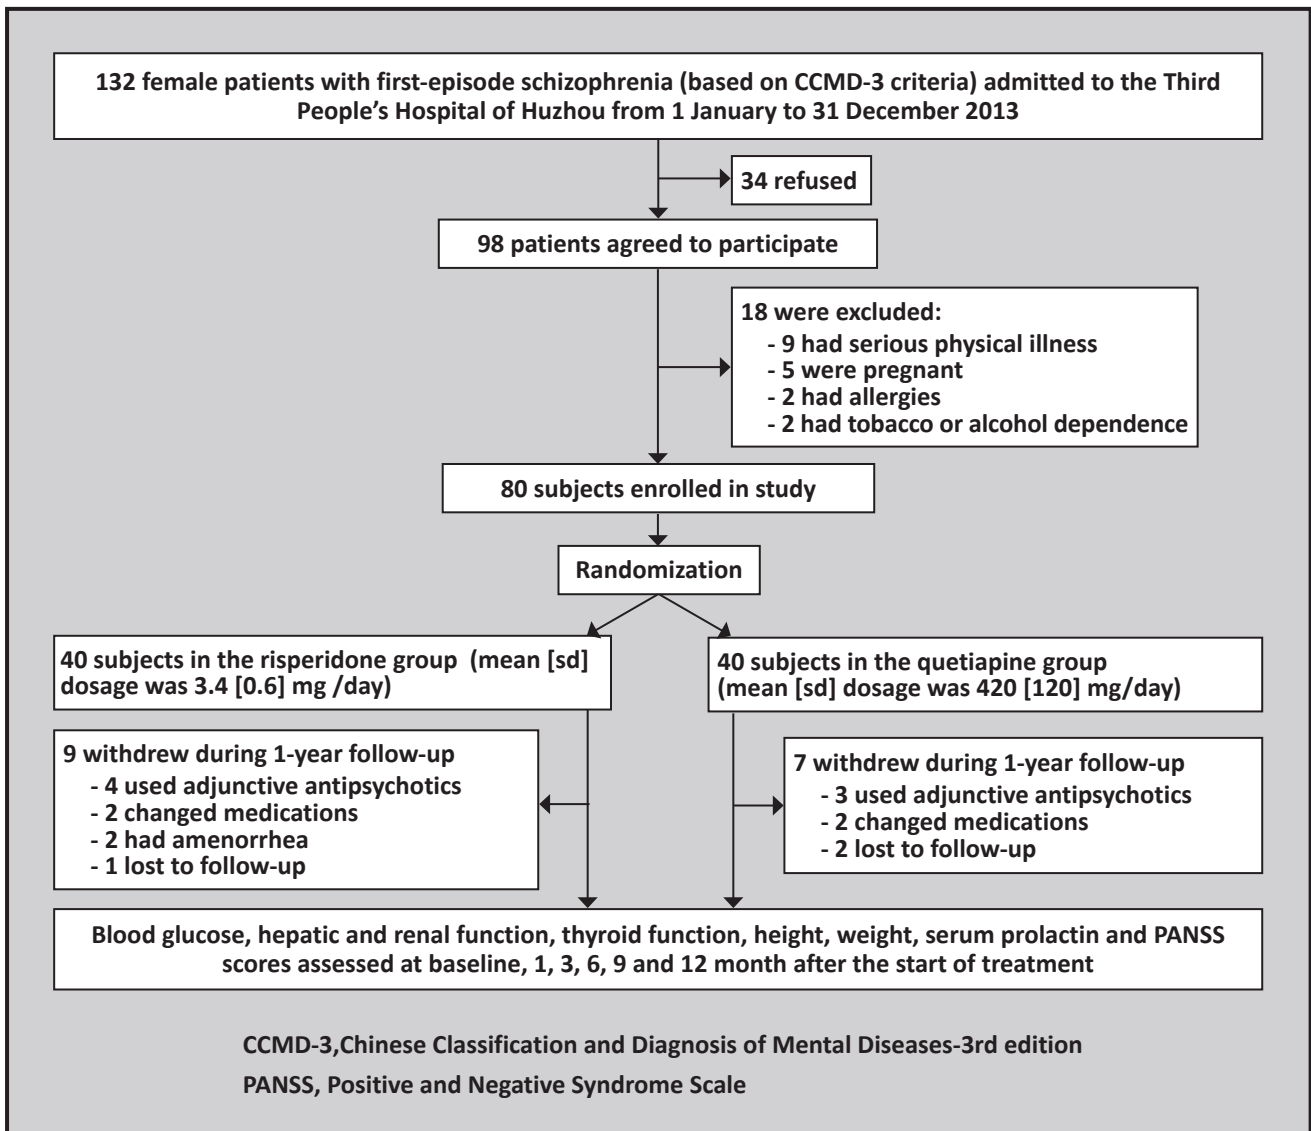 132 female patients with first-episode schizophrenia (based on CCMD-3 criteria) admitted to the Third
People's Hospital of Huzhou from 1 January to 31 December 2013
34 refused
98 patients agreed to participate
18 were excluded:
- 9 had serious physical illness
- 5 were pregnant
- 2 had allergies
- 2 had tobacco or alcohol dependence
80 subjects enrolled in study
Randomization
40 subjects in the risperidone group (mean [sd]
dosage was 3.4 [0.6] mg /day)
40 subjects in the quetiapine group
(mean [sd] dosage was 420 [120] mg/day)
9 withdrew during 1-year follow-up
- 4 used adjunctive antipsychotics
- 2 changed medications
- 2 had amenorrhea
- 1 lost to follow-up
7 withdrew during 1-year follow-up
- 3 used adjunctive antipsychotics
- 2 changed medications
- 2 lost to follow-up
Blood glucose, hepatic and renal function, thyroid function, height, weight, serum prolactin and PANSS
scores assessed at baseline, 1, 3, 6, 9 and 12 month after the start of treatment
CCMD-3,Chinese Classification and Diagnosis of Mental Diseases-3rd edition
PANSS, Positive and Negative Syndrome Scale